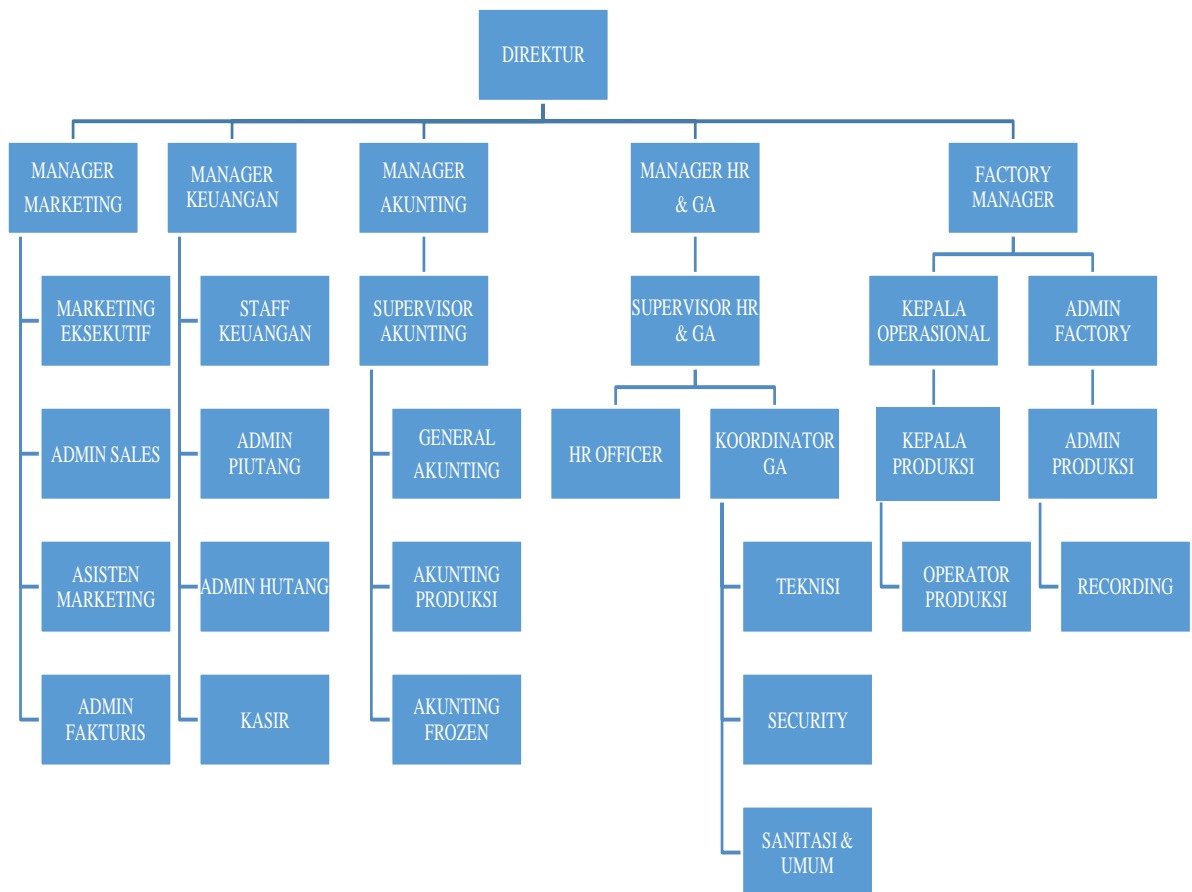 DIREKTUR
MANAGER
MARKETING
MANAGER
KEUANGAN
MANAGER
AKUNTING
MANAGER HR
& GA
FACTORY
MANAGER
MARKETING
EKSEKUTIF
STAFF
KEUANGAN
SUPERVISOR
AKUNTING
SUPERVISOR HR
& GA
KEPALA
OPERASIONAL
ADMIN
FACTORY
ADMIN SALES
ADMIN
PIUTANG
GENERAL
AKUNTING
HR OFFICER
KOORDINATOR
GA
KEPALA
PRODUKSI
ADMIN
PRODUKSI
ASISTEN
MARKETING
ADMIN HUTANG
AKUNTING
PRODUKSI
TEKNISI
OPERATOR
PRODUKSI
RECORDING
ADMIN
FAKTURIS
KASIR
AKUNTING
FROZEN
SECURITY
SANITASI &
UMUM